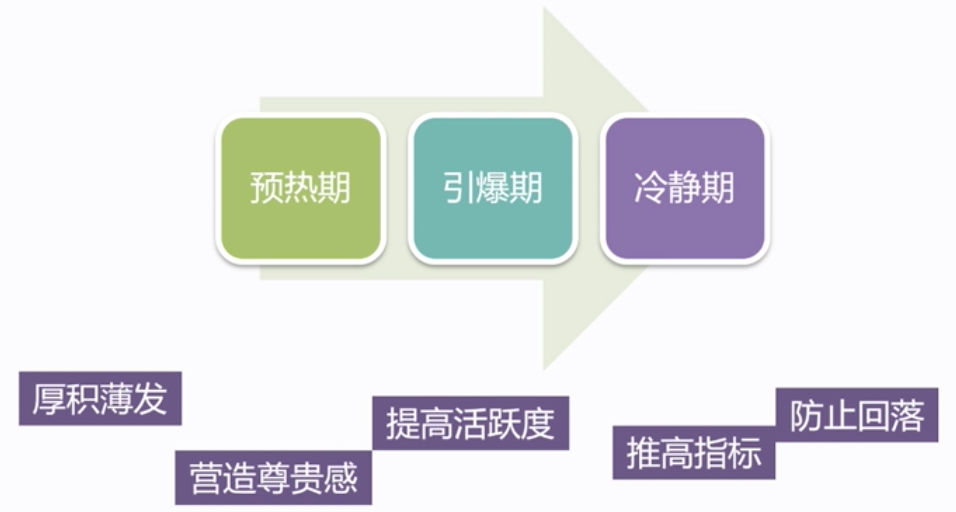 预热期
引爆期
冷静期
厚积薄发
营造尊贵感
提高活跃度
推高指标
防止回落